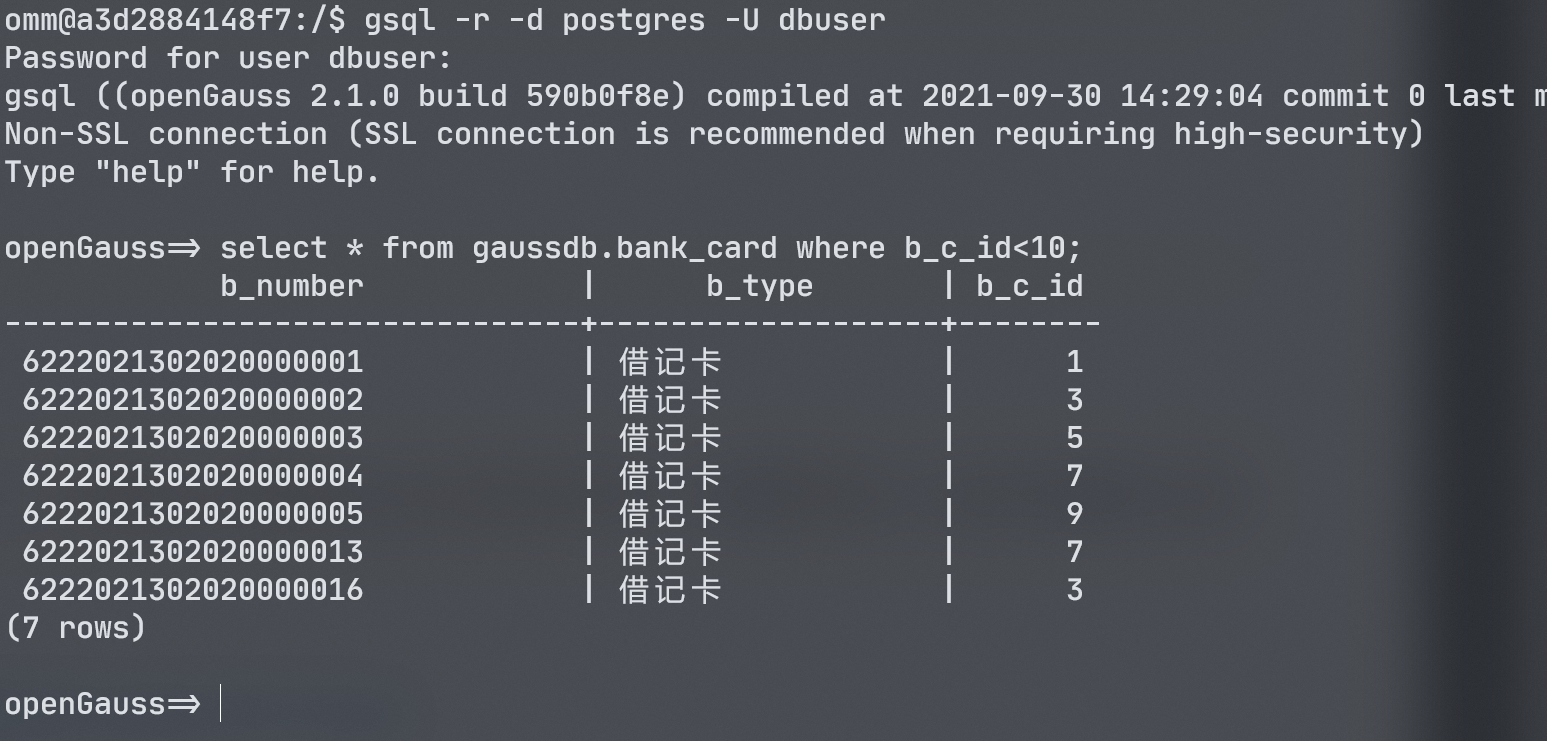 omm@a3d2884148f7:/$ gsql -r -d postgres -U dbuser
Password for user dbuser:
gsql ((openGauss 2.1.0 build 590b0f8e) compiled at 2021-09-30 14:29:04 commit 0 last m
Non-SSL connection (SSL connection is recommended when requiring high-security)
Type "help" for help.

openGauss=> select * from gaussdb.bank_card where b_c_id<10;
            b_number            |      b_type       | b_c_id
--------------------------------+-------------------+--------
 6222021302020000001            | 借记卡            |      1
 6222021302020000002            | 借记卡            |      3
 6222021302020000003            | 借记卡            |      5
 6222021302020000004            | 借记卡            |      7
 6222021302020000005            | 借记卡            |      9
 6222021302020000013            | 借记卡            |      7
 6222021302020000016            | 借记卡            |      3
(7 rows)

openGauss=>